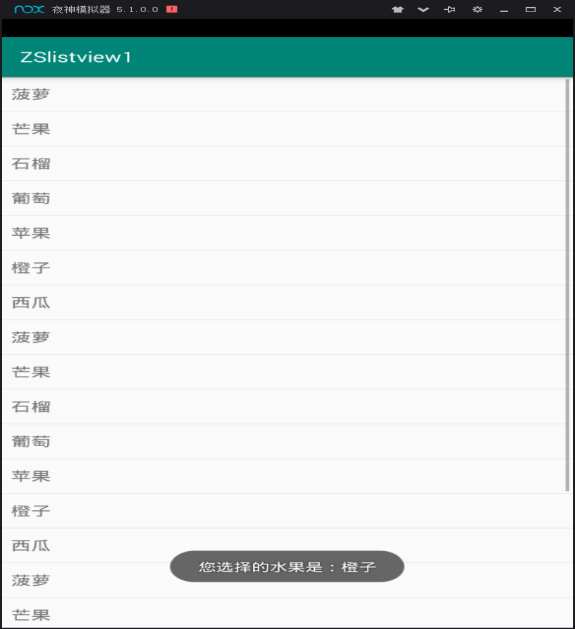 nox 夜神模拟器 5.1.0.0
ZSlistview1
菠萝
芒果
石榴
葡萄
苹果
橙子
西瓜
菠萝
芒果
石榴
葡萄
苹果
橙子
西瓜
您选择的水果是：橙子
菠萝
芒果